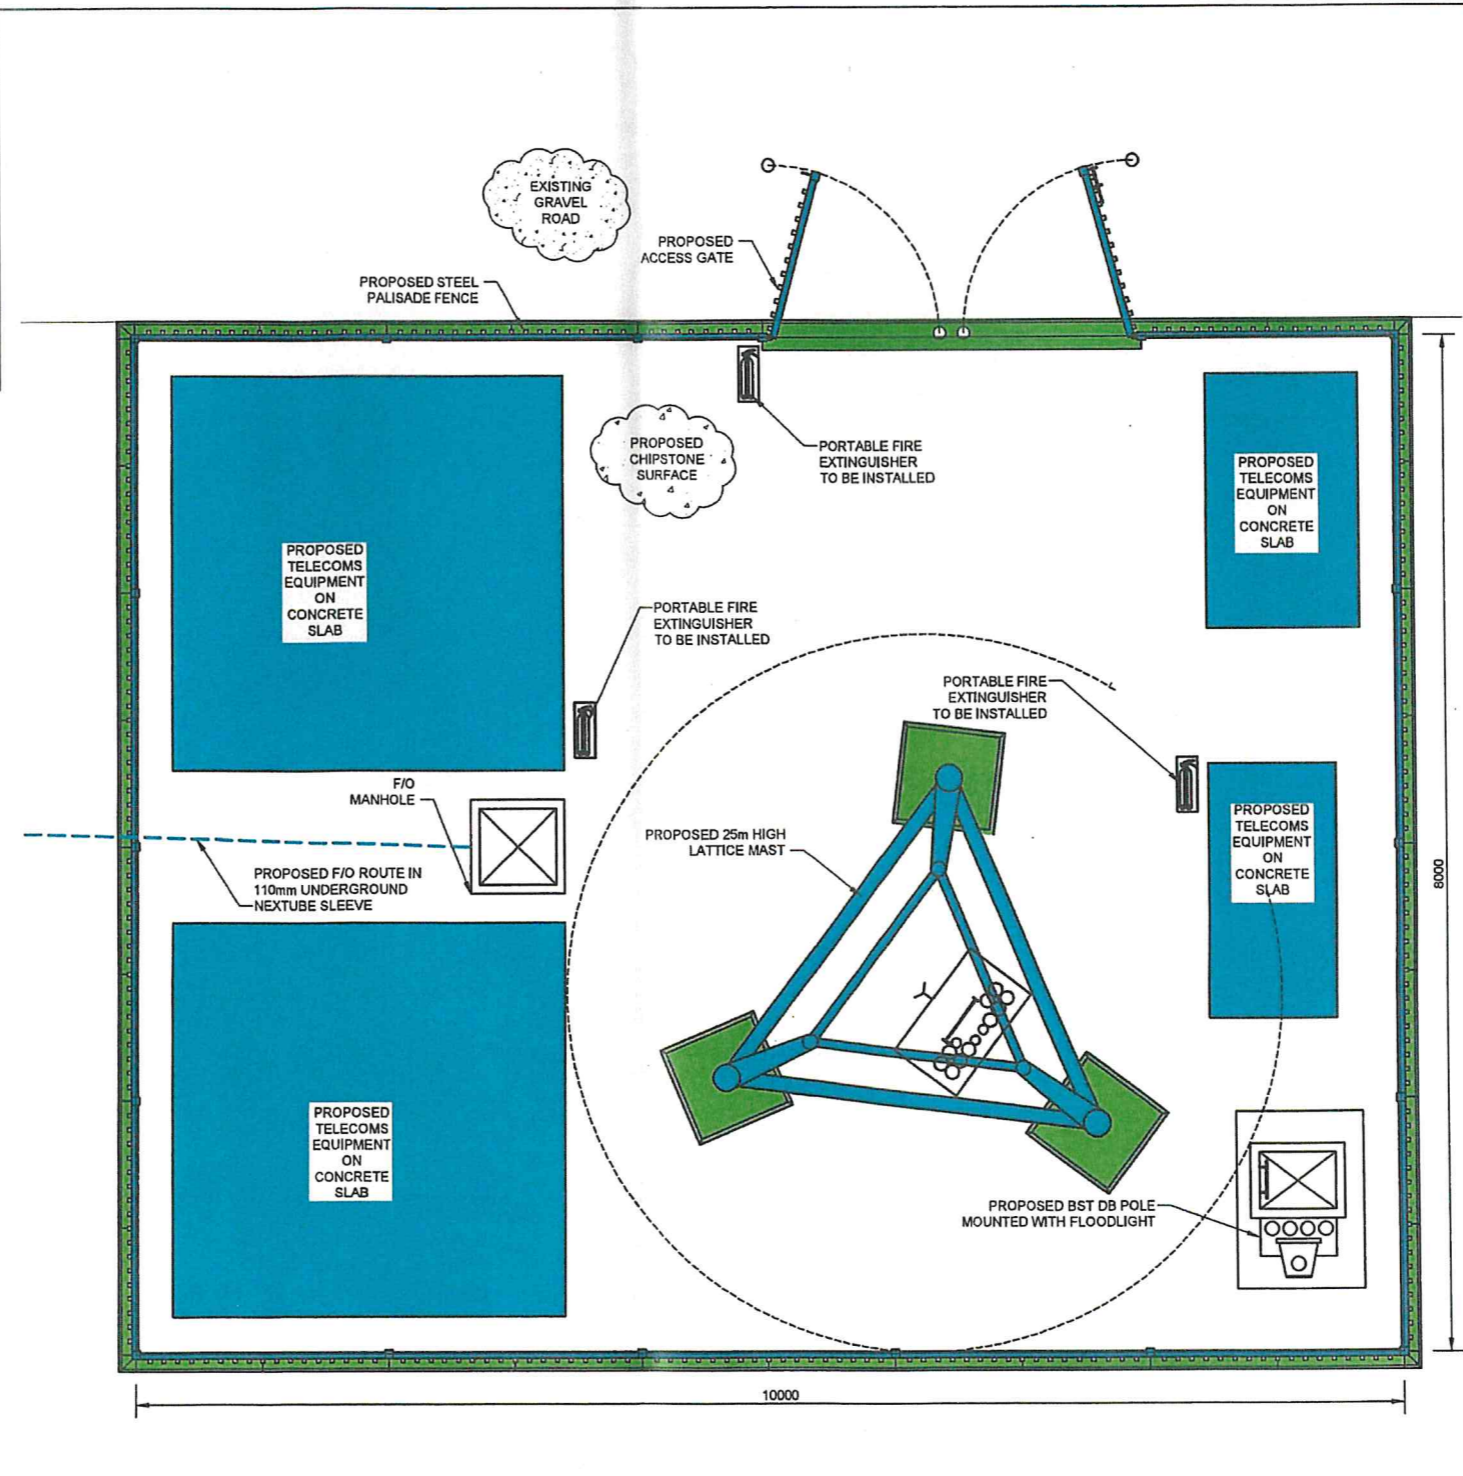 EXISTING
GRAVEL
ROAD
PROPOSED
ACCESS GATE
PROPOSED STEEL
PALISADE FENCE
PROPOSED
CHIPSTONE
SURFACE
PORTABLE FIRE
EXTINGUISHER
TO BE INSTALLED
PROPOSED
TELECOMS
EQUIPMENT
ON
CONCRETE
SLAB
PROPOSED
TELECOMS
EQUIPMENT
ON
CONCRETE
SLAB
PORTABLE FIRE
EXTINGUISHER
TO BE INSTALLED
PORTABLE FIRE
EXTINGUISHER
TO BE INSTALLED
F/O
MANHOLE
PROPOSED 25m HIGH
LATTICE MAST
PROPOSED
TELECOMS
EQUIPMENT
ON
CONCRETE
SLAB
PROPOSED F/O ROUTE IN
110mm UNDERGROUND
NEXTUBE SLEEVE
8000
PROPOSED
TELECOMS
EQUIPMENT
ON
CONCRETE
SLAB
PROPOSED BST DB POLE
MOUNTED WITH FLOODLIGHT
10000